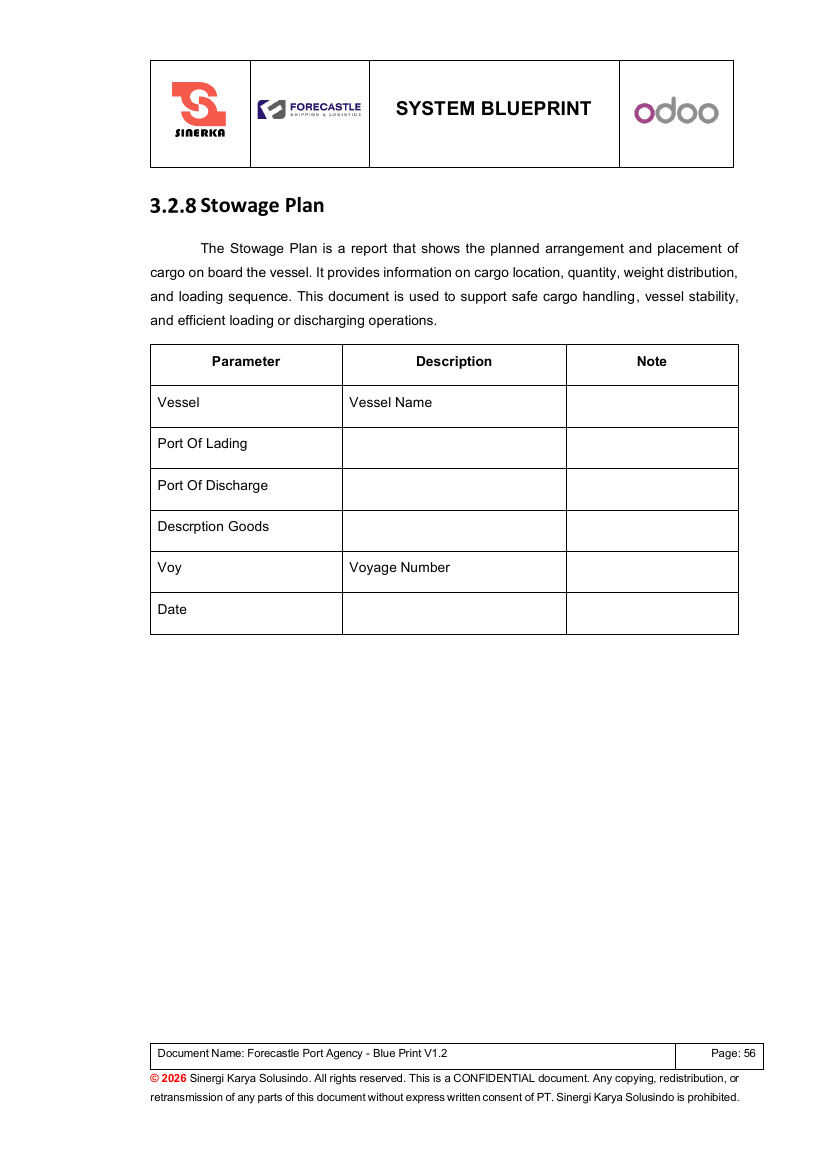 SINERKA
FORECASTLE
SHIPPING & LOGISTICS
SYSTEM BLUEPRINT
odoo
3.2.8 Stowage Plan
The Stowage Plan is a report that shows the planned arrangement and placement of
cargo on board the vessel. It provides information on cargo location, quantity, weight distribution,
and loading sequence. This document is used to support safe cargo handling, vessel stability,
and efficient loading or discharging operations.
Parameter Description Note
Vessel Vessel Name
Port Of Lading
Port Of Discharge
Descrption Goods
Voy Voyage Number
Date
Document Name: Forecastle Port Agency - Blue Print V1.2 Page: 56
© 2026 Sinergi Karya Solusindo. All rights reserved. This is a CONFIDENTIAL document. Any copying, redistribution, or
retransmission of any parts of this document without express written consent of PT. Sinergi Karya Solusindo is prohibited.